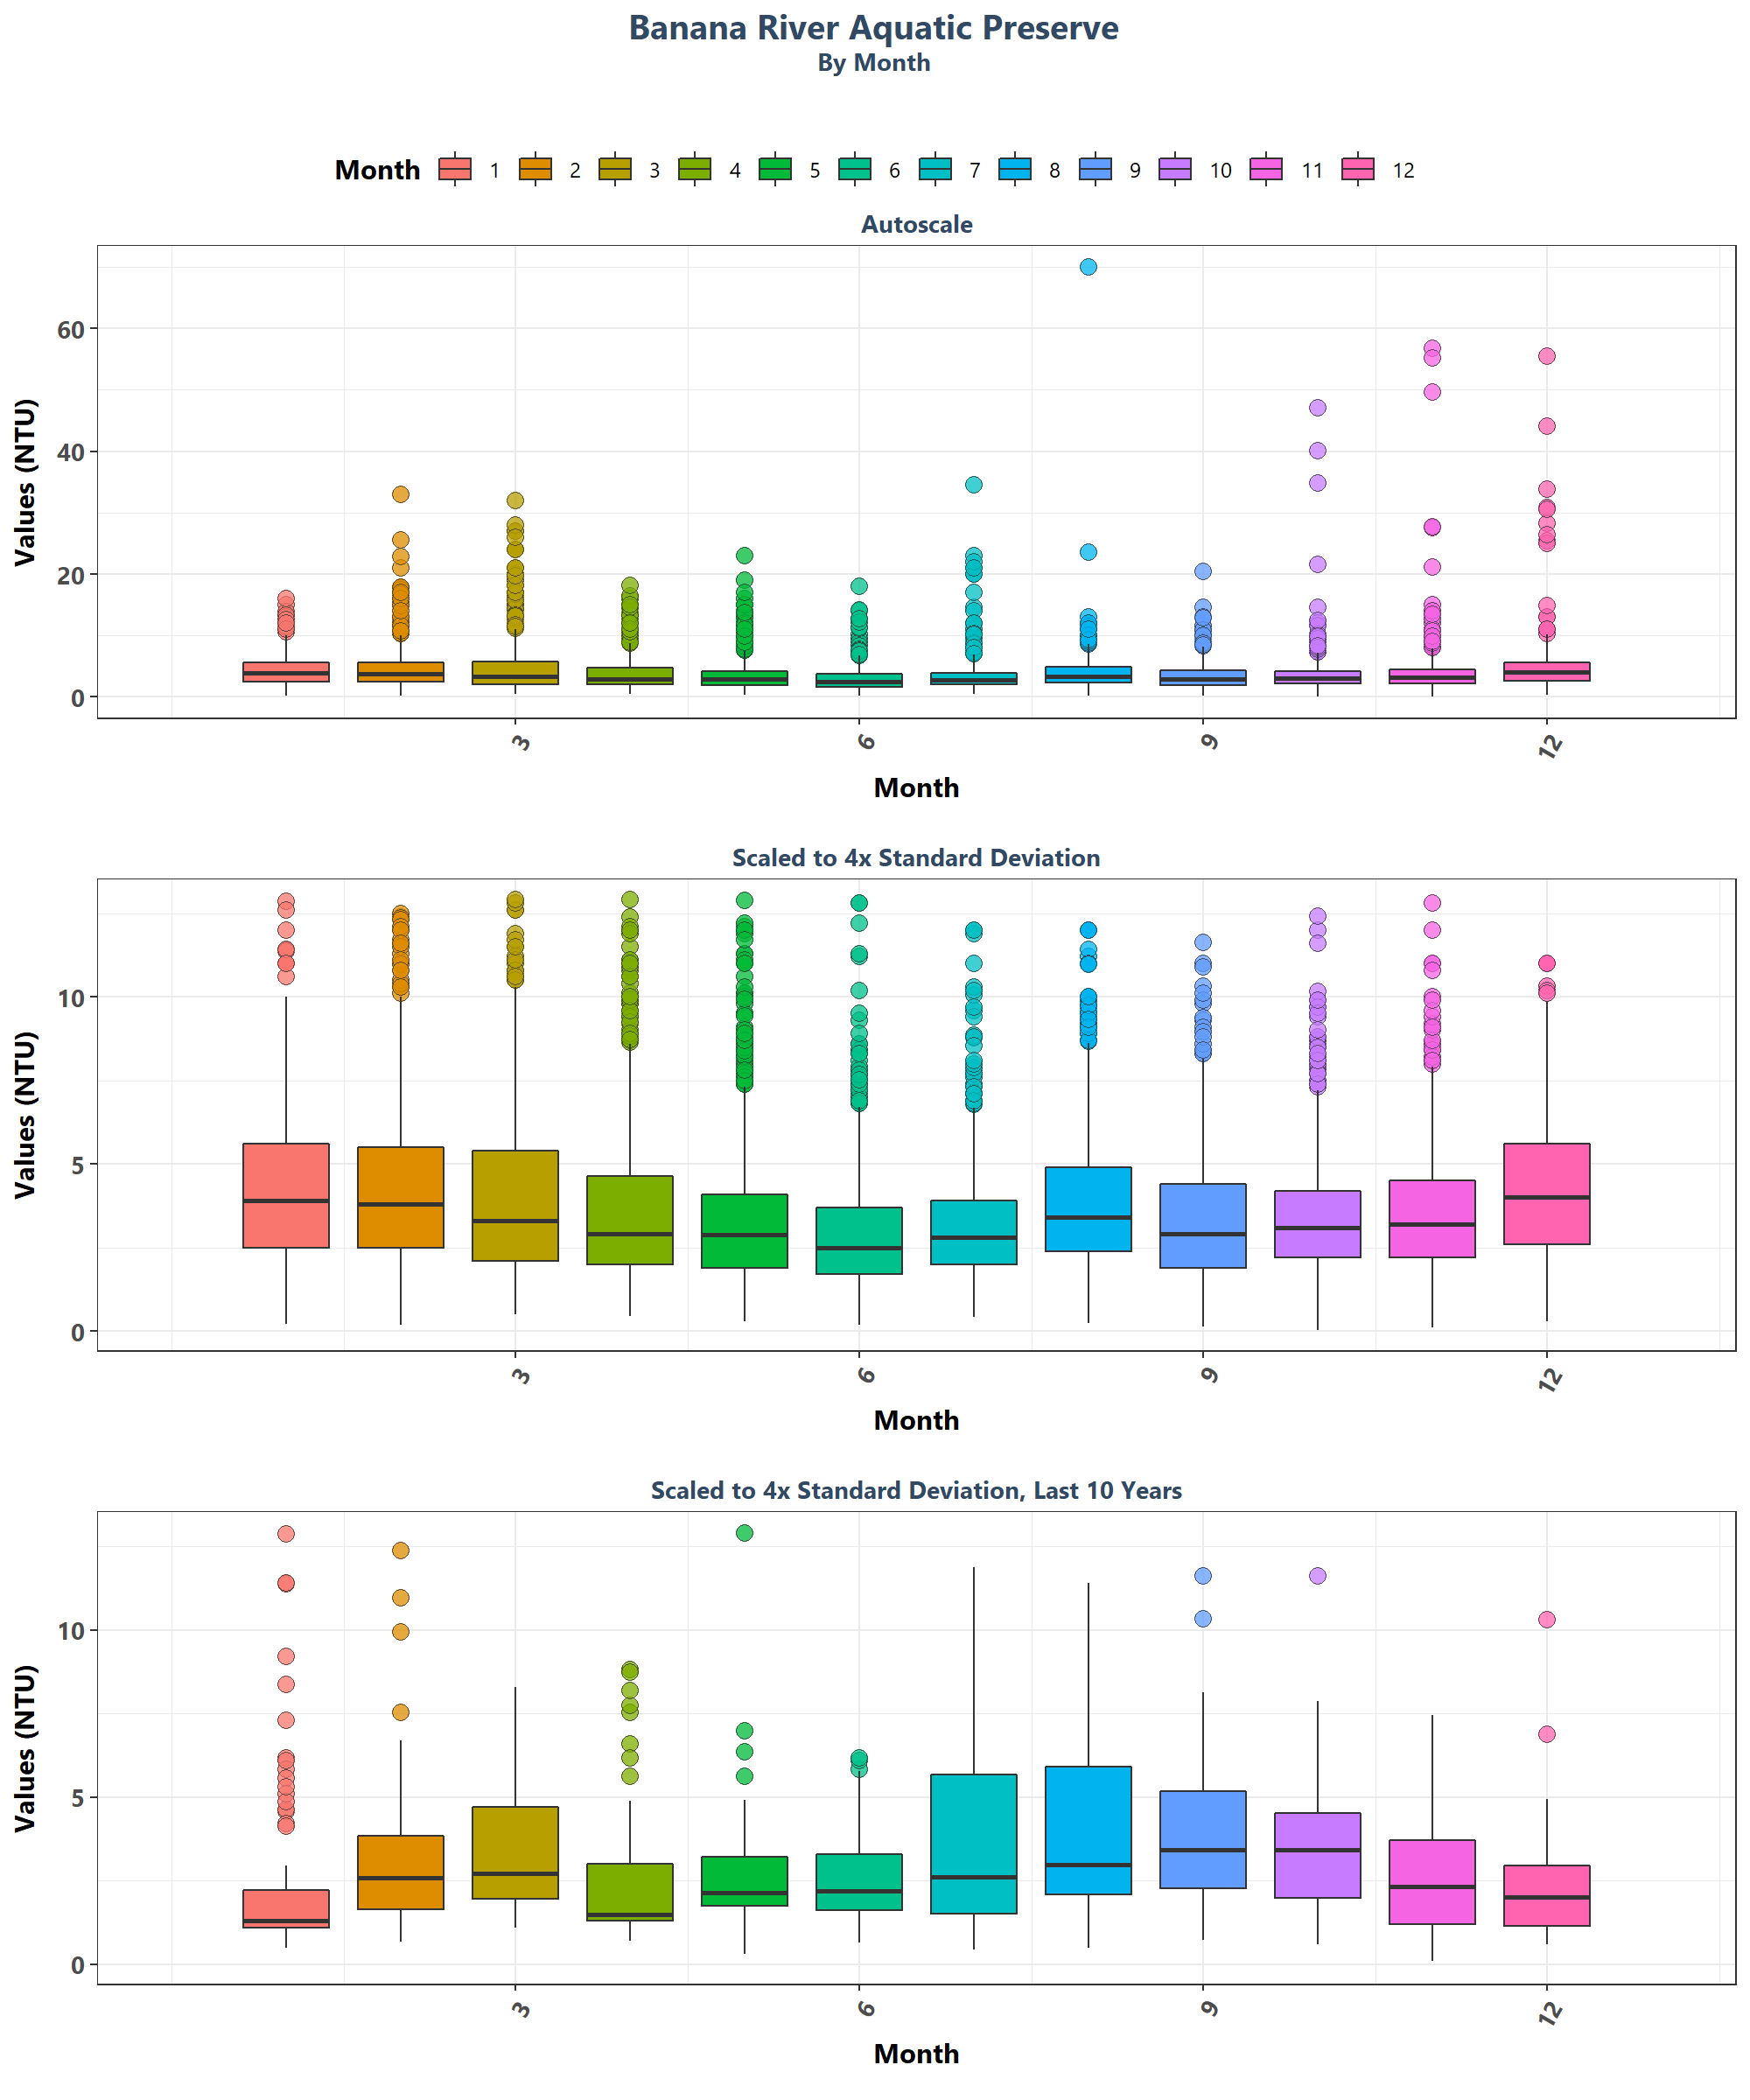 Banana River Aquatic Preserve
By Month
Month 1 2 3 4 5 6 7 8 9 10 11 12
Autoscale
Values (NTU)
60
40
20
0
3 6 9 12
Month
Scaled to 4x Standard Deviation
Values (NTU)
10
5
0
3 6 9 12
Month
Scaled to 4x Standard Deviation, Last 10 Years
Values (NTU)
10
5
0
3 6 9 12
Month